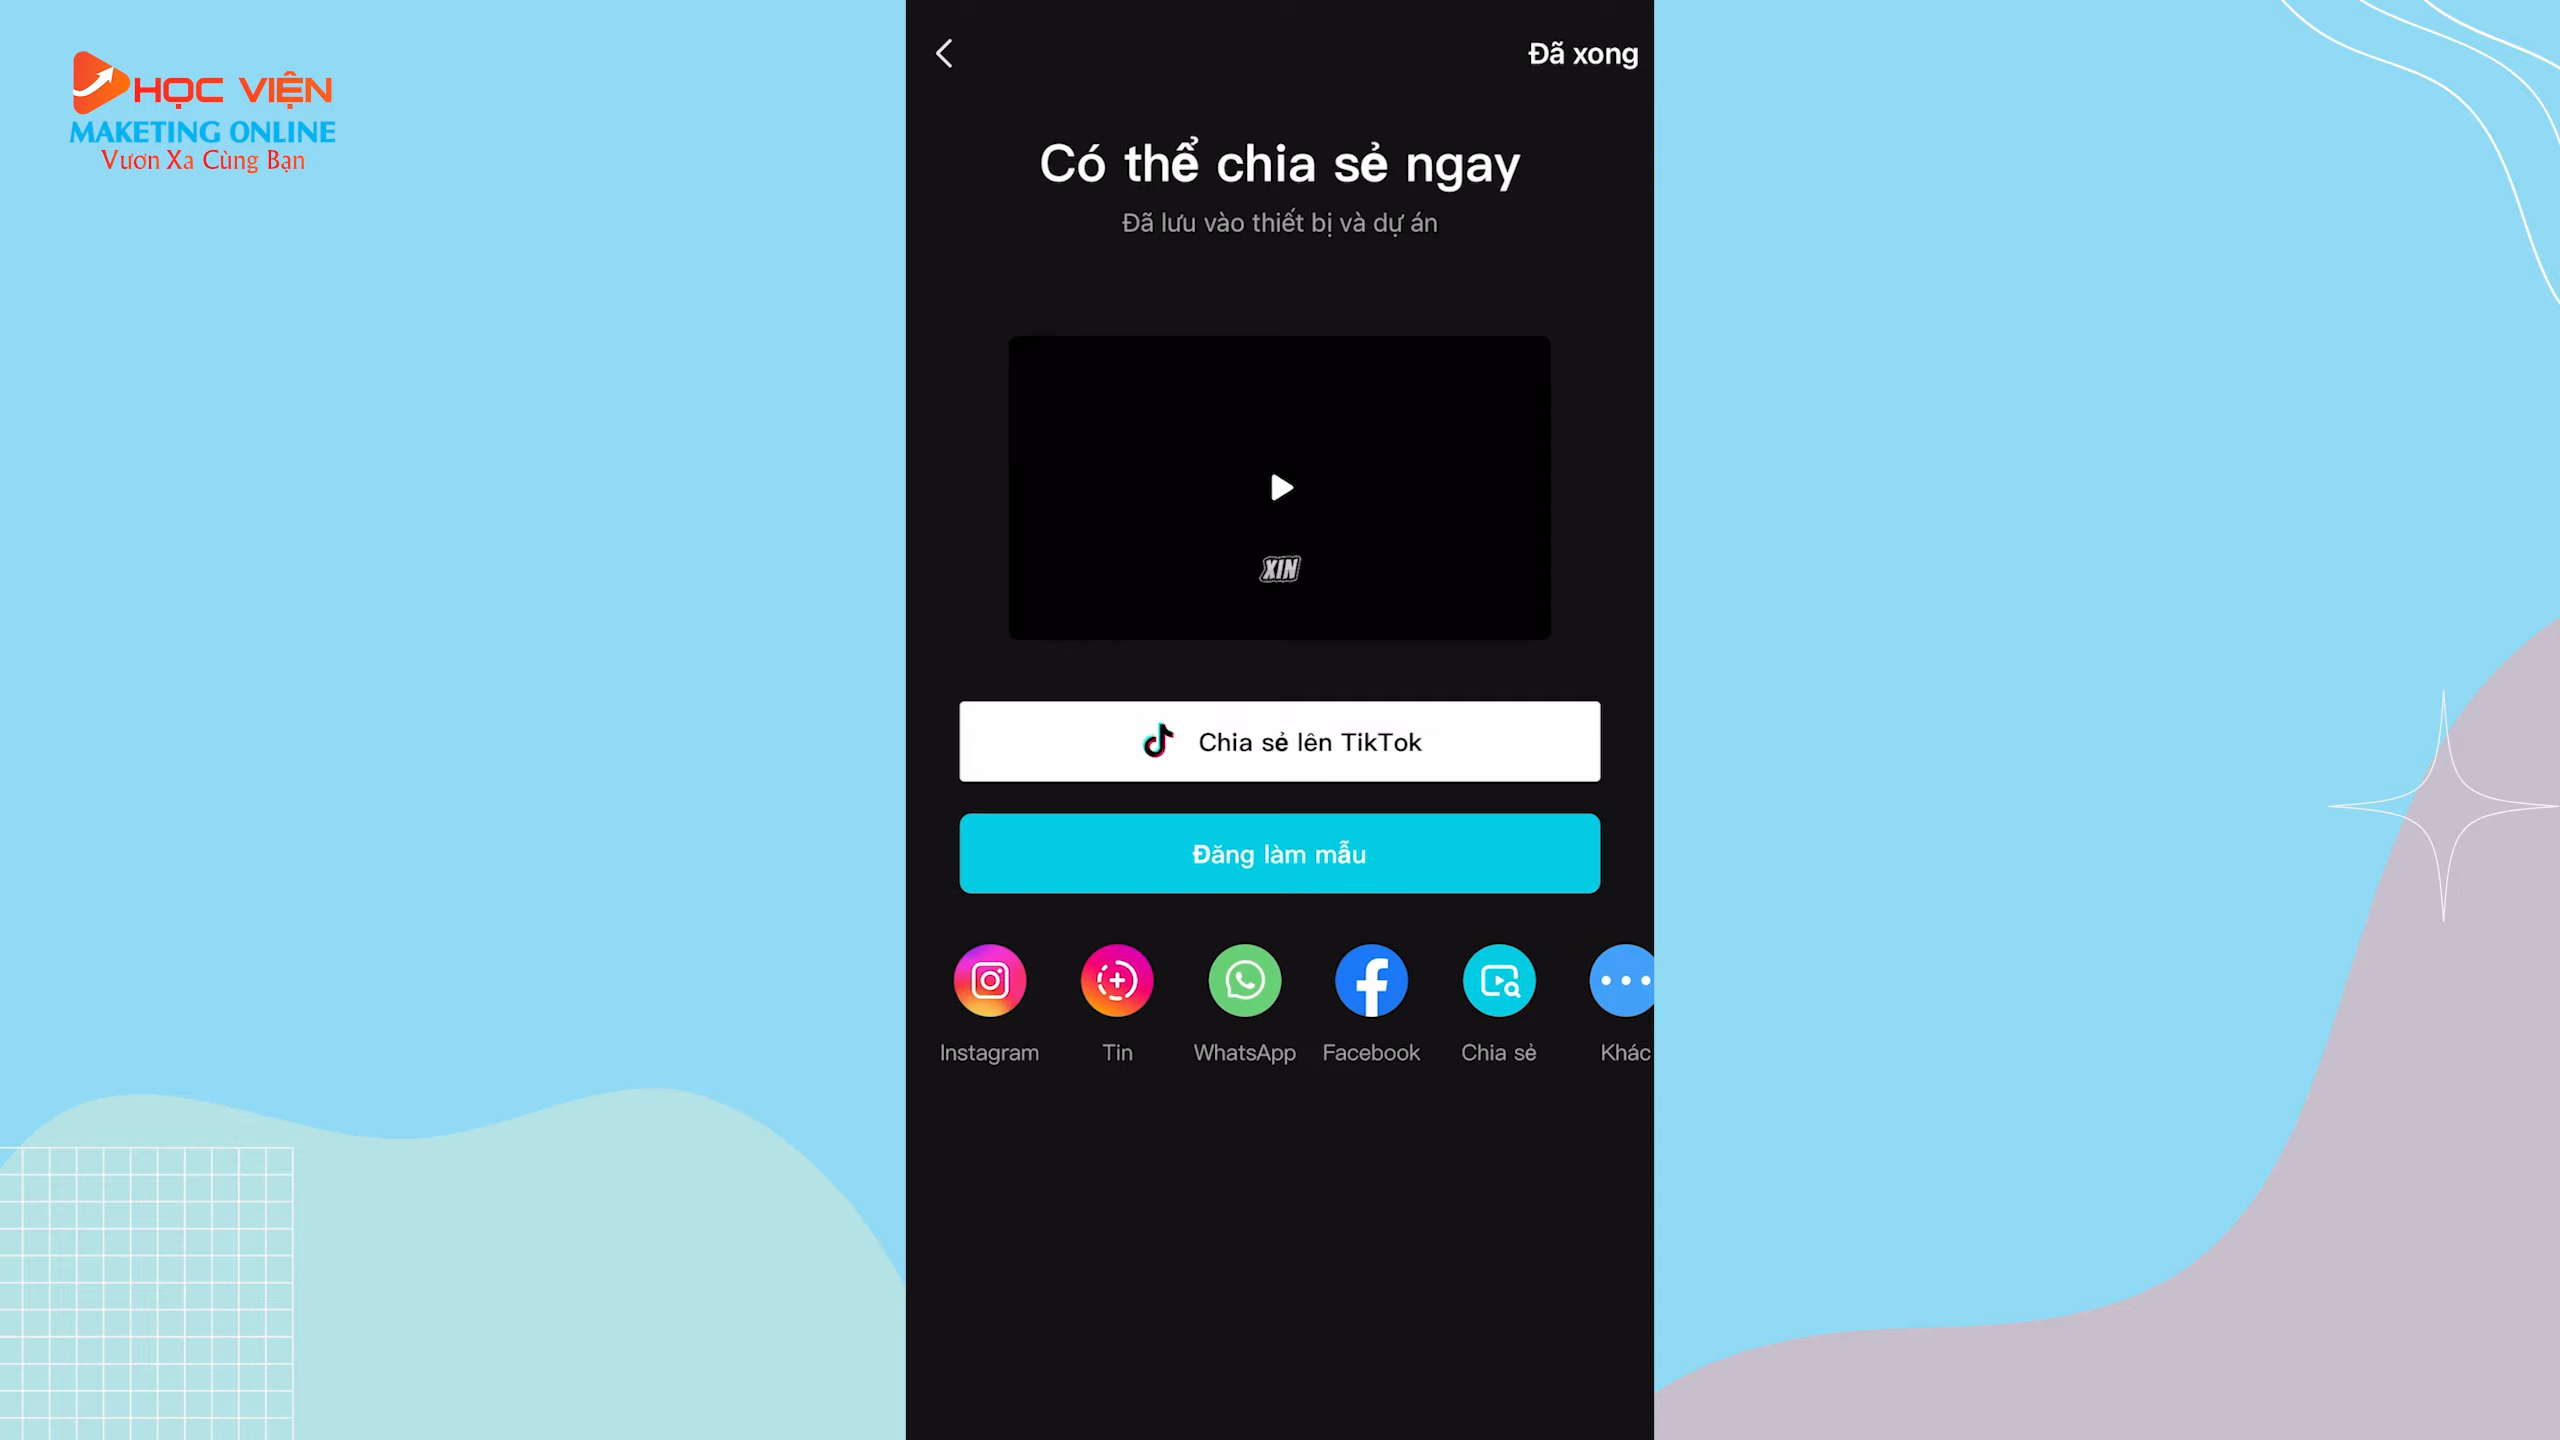 HỌC VIỆN
MAKETING ONLINE
Vươn Xa Cùng Bạn
Đã xong
Có thể chia sẻ ngay
Đã lưu vào thiết bị và dự án
XIN
Chia sẻ lên TikTok
Đăng làm mẫu
Instagram
Tin
WhatsApp
Facebook
Chia sẻ
Khác